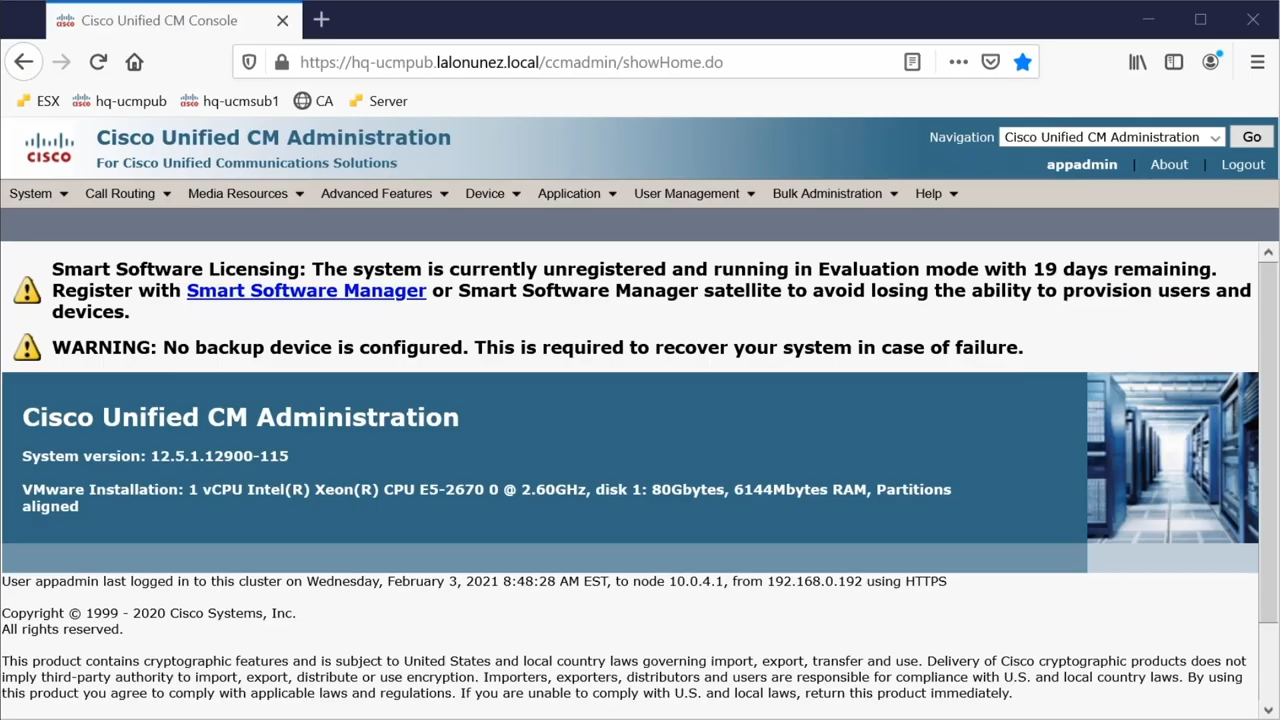 Cisco Unified CM Console
https://hq-ucmpub.lalonunez.local/ccmadmin/showHome.do
ESX hq-ucmpub hq-ucmsub1 CA Server
CISCO
Cisco Unified CM Administration
For Cisco Unified Communications Solutions
Navigation Cisco Unified CM Administration Go
appadmin | About | Logout
System Call Routing Media Resources Advanced Features Device Application User Management Bulk Administration Help
Smart Software Licensing: The system is currently unregistered and running in Evaluation mode with 19 days remaining.
Register with Smart Software Manager or Smart Software Manager satellite to avoid losing the ability to provision users and
devices.
WARNING: No backup device is configured. This is required to recover your system in case of failure.
Cisco Unified CM Administration
System version: 12.5.1.12900-115
VMware Installation: 1 vCPU Intel(R) Xeon(R) CPU E5-2670 0 @ 2.60GHz, disk 1: 80Gbytes, 6144Mbytes RAM, Partitions
aligned
User appadmin last logged in to this cluster on Wednesday, February 3, 2021 8:48:28 AM EST, to node 10.0.4.1, from 192.168.0.192 using HTTPS
Copyright © 1999 - 2020 Cisco Systems, Inc.
All rights reserved.
This product contains cryptographic features and is subject to United States and local country laws governing import, export, transfer and use. Delivery of Cisco cryptographic products does not
imply third-party authority to import, export, distribute or use encryption. Importers, exporters, distributors and users are responsible for compliance with U.S. and local country laws. By using
this product you agree to comply with applicable laws and regulations. If you are unable to comply with U.S. and local laws, return this product immediately.